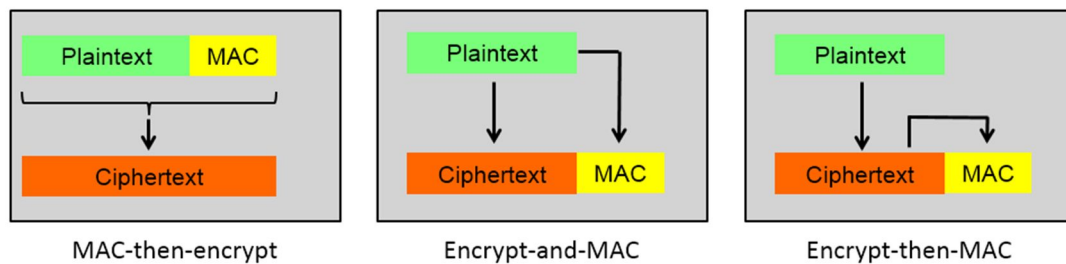 Plaintext MAC
Ciphertext
MAC-then-encrypt
Plaintext
Ciphertext MAC
Encrypt-and-MAC
Plaintext
Ciphertext MAC
Encrypt-then-MAC